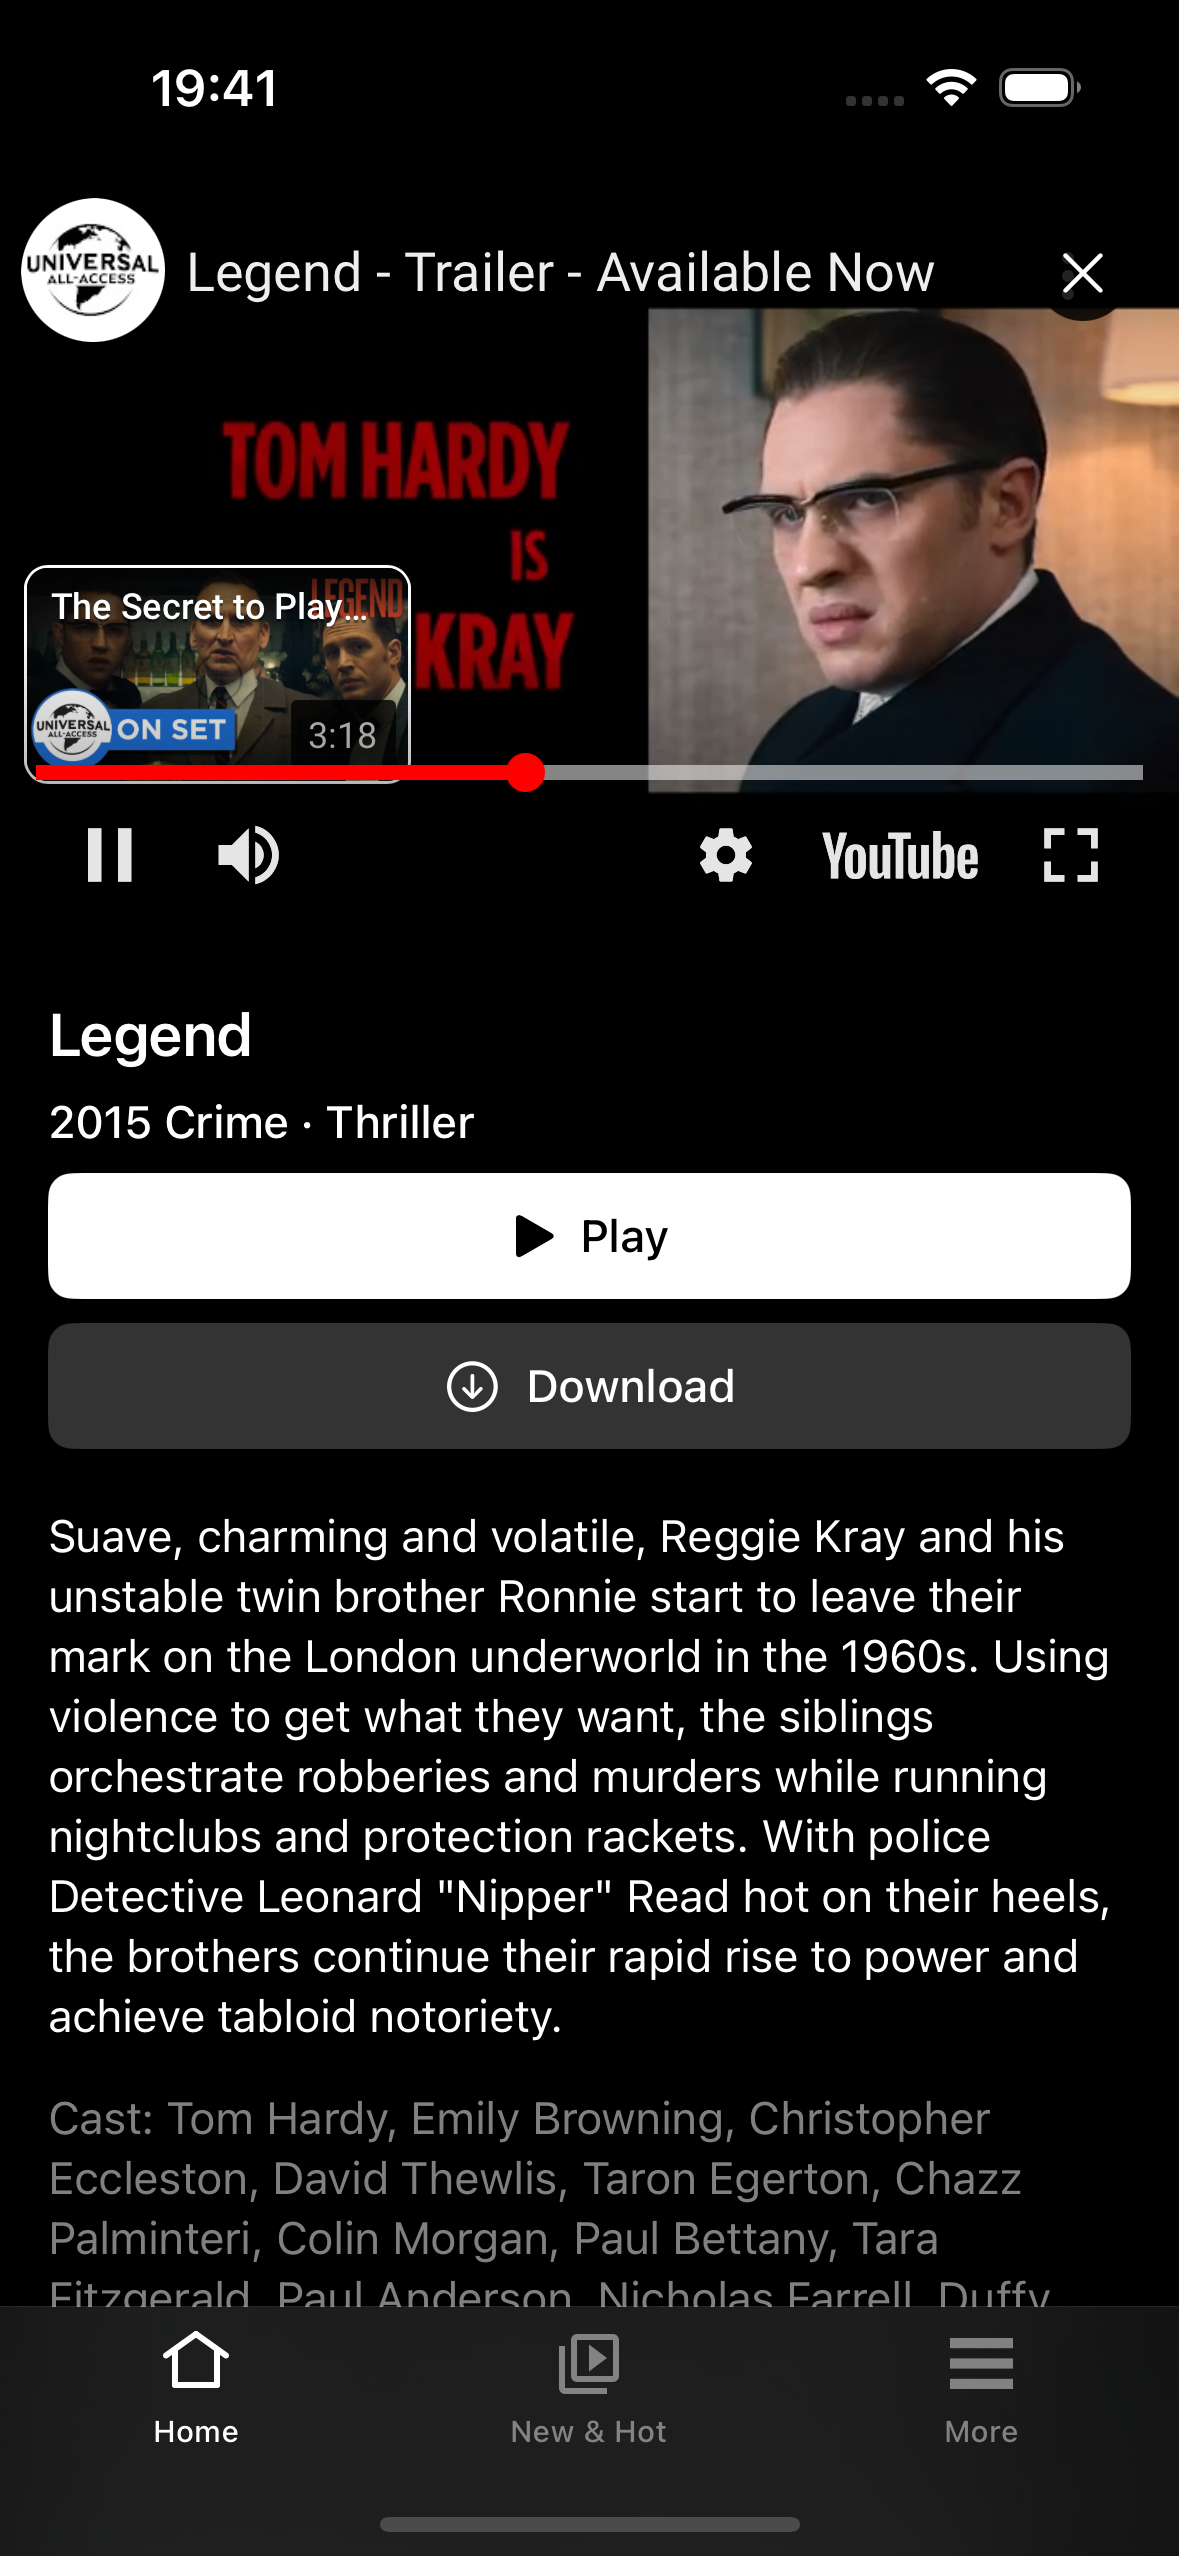 19:41
UNIVERSAL
ALL-ACCESS
Legend - Trailer - Available Now
TOM HARDY
IS
KRAY
LEGEND
The Secret to Play...
UNIVERSAL
ALL-ACCESS
ON SET
3:18
YouTube
Legend
2015 Crime · Thriller
Play
Download
Suave, charming and volatile, Reggie Kray and his
unstable twin brother Ronnie start to leave their
mark on the London underworld in the 1960s. Using
violence to get what they want, the siblings
orchestrate robberies and murders while running
nightclubs and protection rackets. With police
Detective Leonard "Nipper" Read hot on their heels,
the brothers continue their rapid rise to power and
achieve tabloid notoriety.
Cast: Tom Hardy, Emily Browning, Christopher
Eccleston, David Thewlis, Taron Egerton, Chazz
Palminteri, Colin Morgan, Paul Bettany, Tara
Fitzgerald, Paul Anderson, Nicholas Farrell, Duffy
Home
New & Hot
More